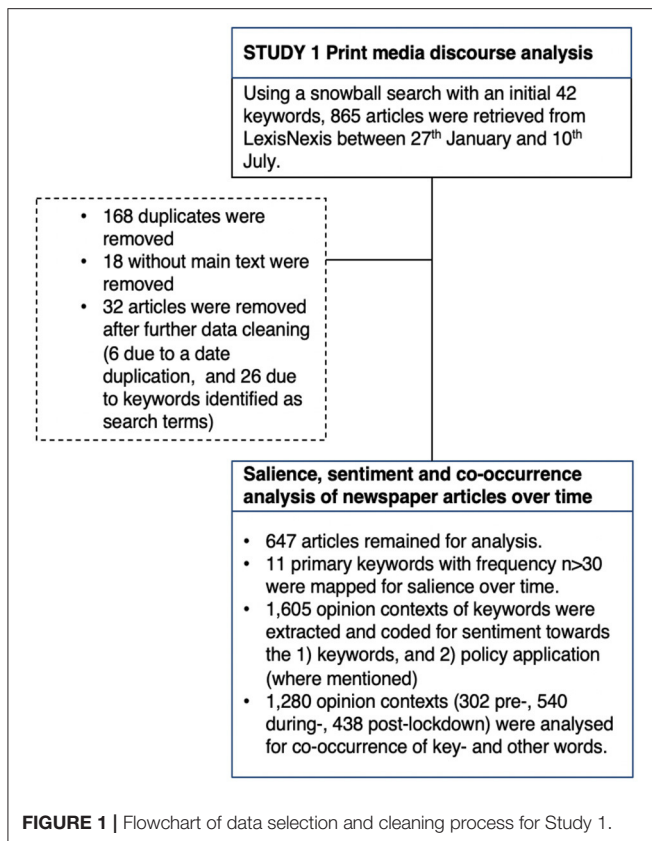 STUDY 1 Print media discourse analysis
Using a snowball search with an initial 42
keywords, 865 articles were retrieved from
LexisNexis between 27th January and 10th
July.
• 168 duplicates were
removed
• 18 without main text were
removed
• 32 articles were removed
after further data cleaning
(6 due to a date
duplication, and 26 due
to keywords identified as
search terms)
Salience, sentiment and co-occurrence
analysis of newspaper articles over time
• 647 articles remained for analysis.
• 11 primary keywords with frequency n>30
were mapped for salience over time.
• 1,605 opinion contexts of keywords were
extracted and coded for sentiment towards
the 1) keywords, and 2) policy application
(where mentioned)
• 1,280 opinion contexts (302 pre-, 540
during-, 438 post-lockdown) were analysed
for co-occurrence of key- and other words.
FIGURE 1 | Flowchart of data selection and cleaning process for Study 1.